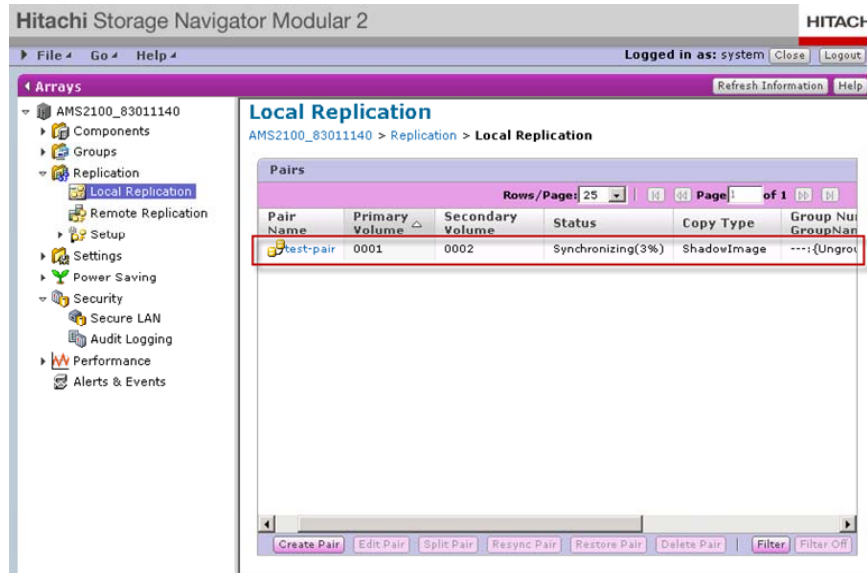 Hitachi Storage Navigator Modular 2
HITACH
File Go Help
Logged in as: system Close Logout
Arrays
Refresh Information Help
AMS2100_83011140
Components
Groups
Replication
Local Replication
Remote Replication
Setup
Settings
Power Saving
Security
Secure LAN
Audit Logging
Performance
Alerts & Events
Local Replication
AMS2100_83011140 > Replication > Local Replication
Pairs
Rows/Page: 25 Page 1 of 1
Pair Name Primary Volume Secondary Volume Status Copy Type Group Nu GroupNan
test-pair 0001 0002 Synchronizing(3%) ShadowImage ---:{Ungrou
Create Pair Edit Pair Split Pair Resync Pair Restore Pair Delete Pair | Filter Filter Off